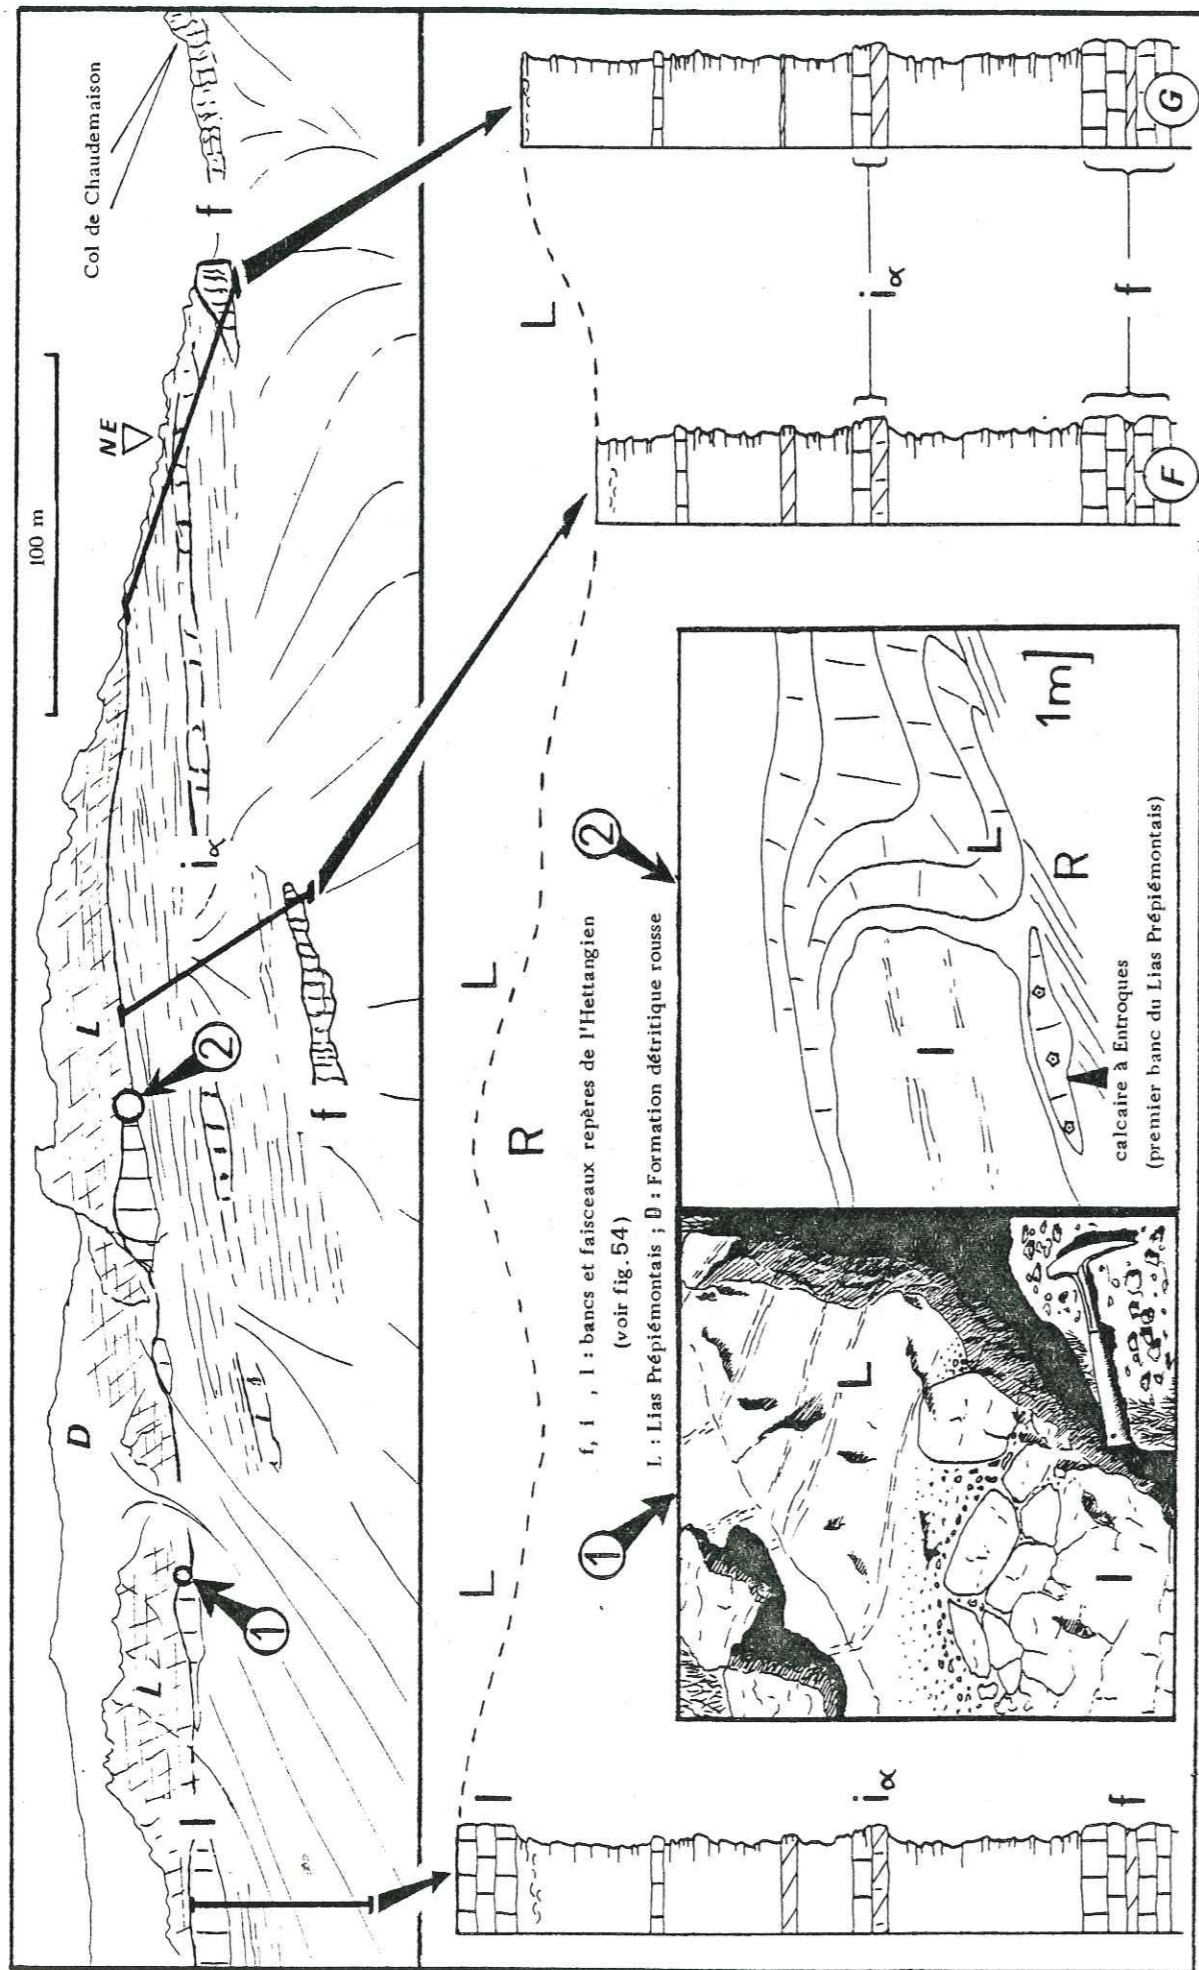 Col de Chaudemaison
100 m
NE
D
L
L
l
iα
f
f
1
2
L
L
L
L
R
l
iα
f
iα
f
F
G
1
2
f, i , l : bancs et faisceaux repères de l'Hettangien
(voir fig. 54)
L : Lias Prépiémontais ; D : Formation détritique rousse
L
l
l
L
R
1m
calcaire à Entroques
(premier banc du Lias Prépiémontais)